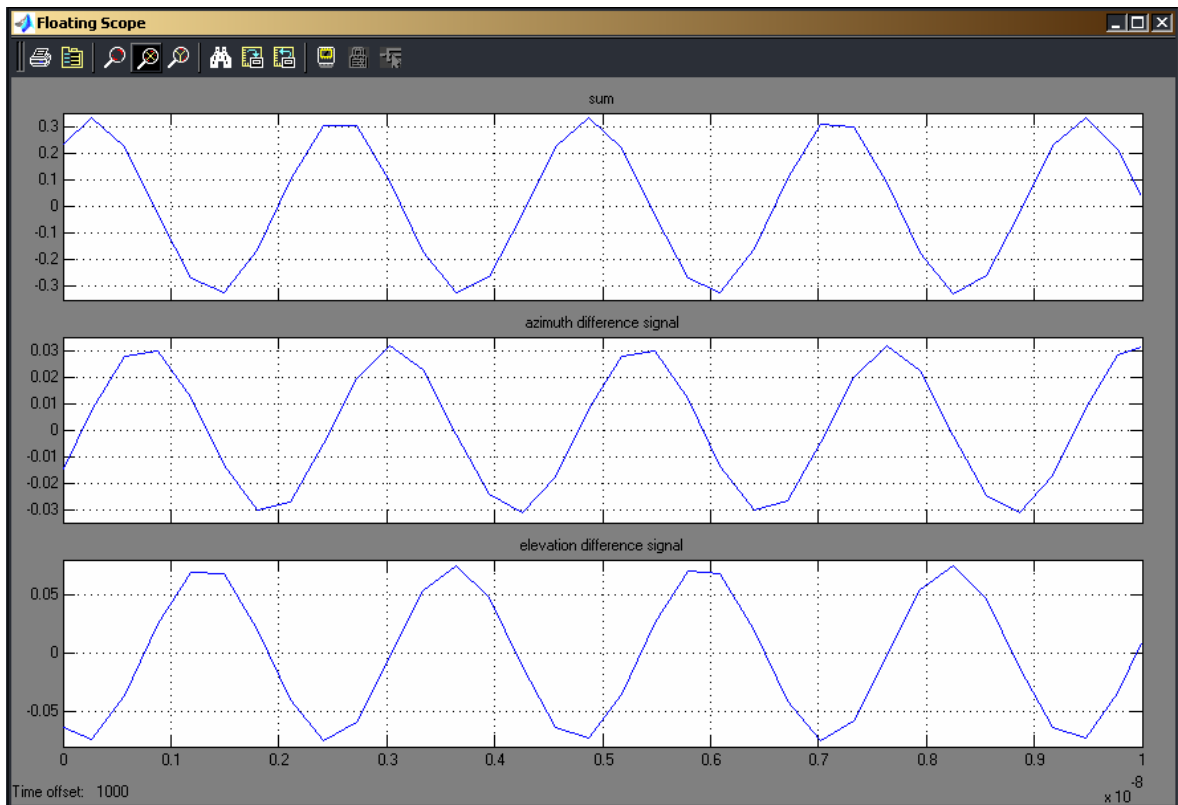 Floating Scope
sum
0.3
0.2
0.1
0
-0.1
-0.2
-0.3
azimuth difference signal
0.03
0.02
0.01
0
-0.01
-0.02
-0.03
elevation difference signal
0.05
0
-0.05
0 0.1 0.2 0.3 0.4 0.5 0.6 0.7 0.8 0.9 1
x 10 -8
Time offset: 1000